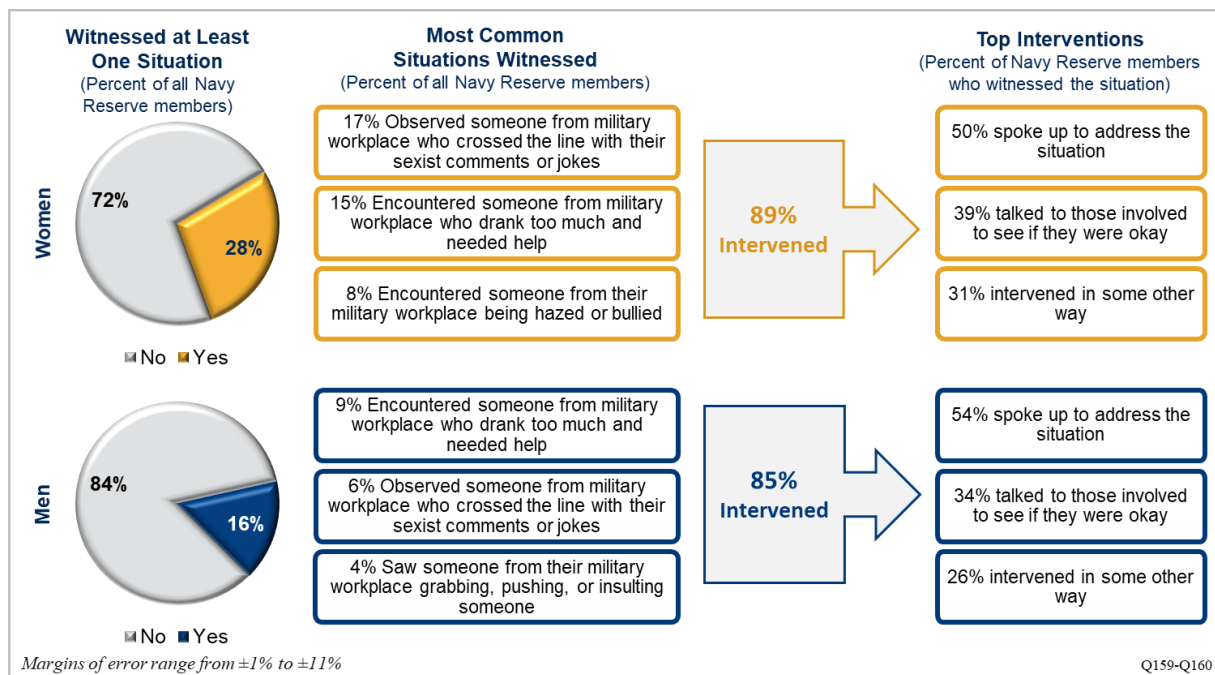 Witnessed at Least
One Situation
(Percent of all Navy
Reserve members)
Most Common
Situations Witnessed
(Percent of all Navy Reserve members)
Top Interventions
(Percent of Navy Reserve members
who witnessed the situation)
Women
72%
28%
No Yes
17% Observed someone from military
workplace who crossed the line with their
sexist comments or jokes
15% Encountered someone from military
workplace who drank too much and
needed help
8% Encountered someone from their
military workplace being hazed or bullied
89%
Intervened
50% spoke up to address the
situation
39% talked to those involved
to see if they were okay
31% intervened in some other
way
Men
84%
16%
No Yes
9% Encountered someone from military
workplace who drank too much and
needed help
6% Observed someone from military
workplace who crossed the line with their
sexist comments or jokes
4% Saw someone from their military
workplace grabbing, pushing, or insulting
someone
85%
Intervened
54% spoke up to address the
situation
34% talked to those involved
to see if they were okay
26% intervened in some other
way
Margins of error range from ±1% to ±11%
Q159-Q160